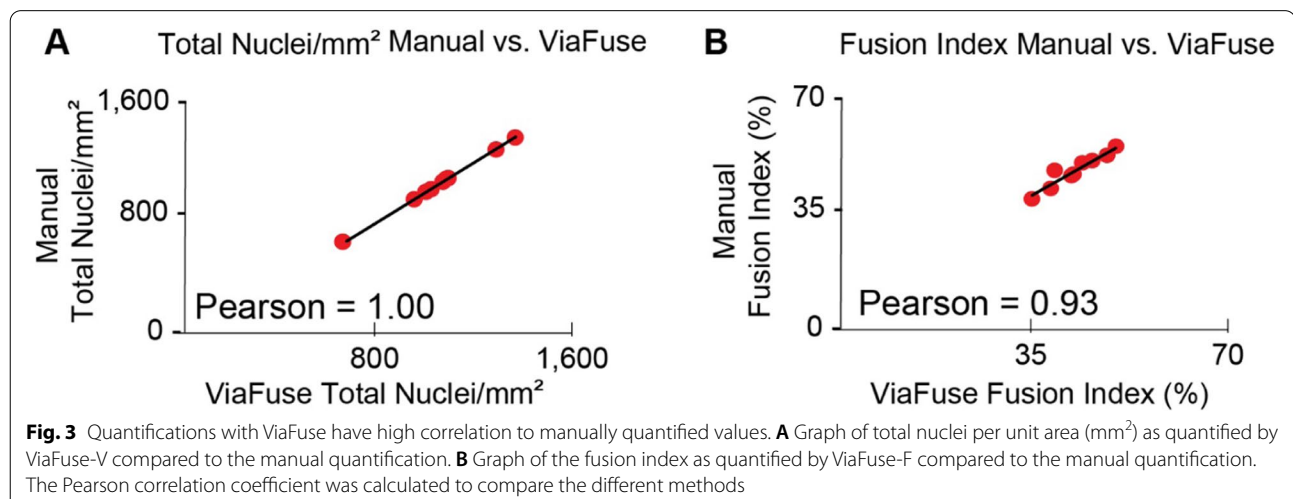 A Total Nuclei/mm² Manual vs. ViaFuse
Manual
Total Nuclei/mm²
1,600
800
0
Pearson = 1.00
800 1,600
ViaFuse Total Nuclei/mm²
B Fusion Index Manual vs. ViaFuse
Manual
Fusion Index (%)
70
35
0
Pearson = 0.93
35 70
ViaFuse Fusion Index (%)
Fig. 3 Quantifications with ViaFuse have high correlation to manually quantified values. A Graph of total nuclei per unit area (mm²) as quantified by
ViaFuse-V compared to the manual quantification. B Graph of the fusion index as quantified by ViaFuse-F compared to the manual quantification.
The Pearson correlation coefficient was calculated to compare the different methods